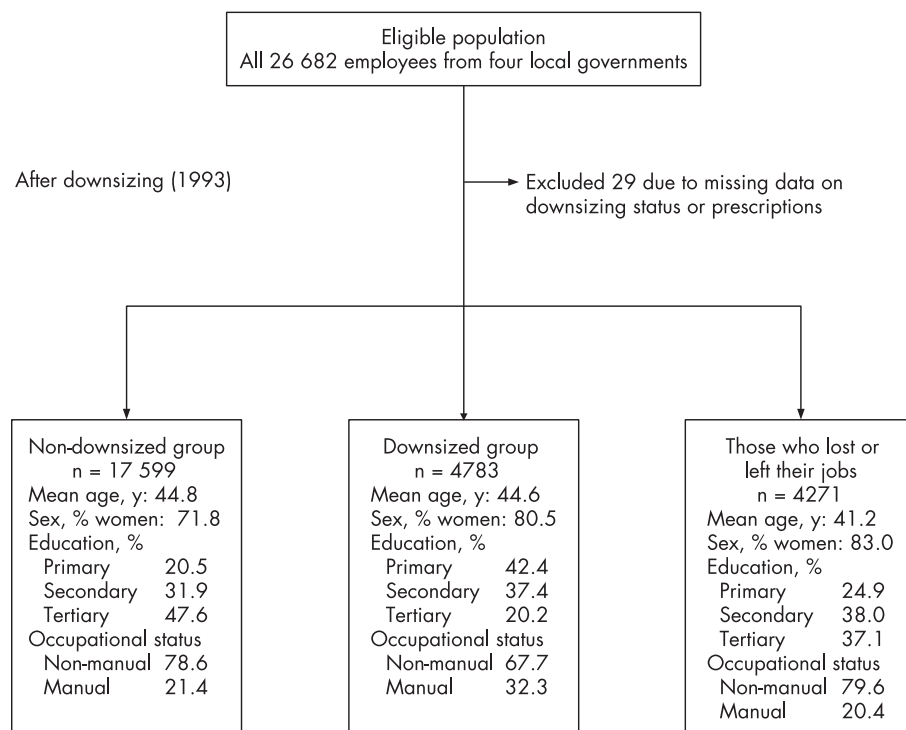 Eligible population
All 26 682 employees from four local governments
After downsizing (1993)
Excluded 29 due to missing data on
downsizing status or prescriptions
Non-downsized group
n = 17 599
Mean age, y: 44.8
Sex, % women: 71.8
Education, %
Primary 20.5
Secondary 31.9
Tertiary 47.6
Occupational status
Non-manual 78.6
Manual 21.4
Downsized group
n = 4783
Mean age, y: 44.6
Sex, % women: 80.5
Education, %
Primary 42.4
Secondary 37.4
Tertiary 20.2
Occupational status
Non-manual 67.7
Manual 32.3
Those who lost or
left their jobs
n = 4271
Mean age, y: 41.2
Sex, % women: 83.0
Education, %
Primary 24.9
Secondary 38.0
Tertiary 37.1
Occupational status
Non-manual 79.6
Manual 20.4